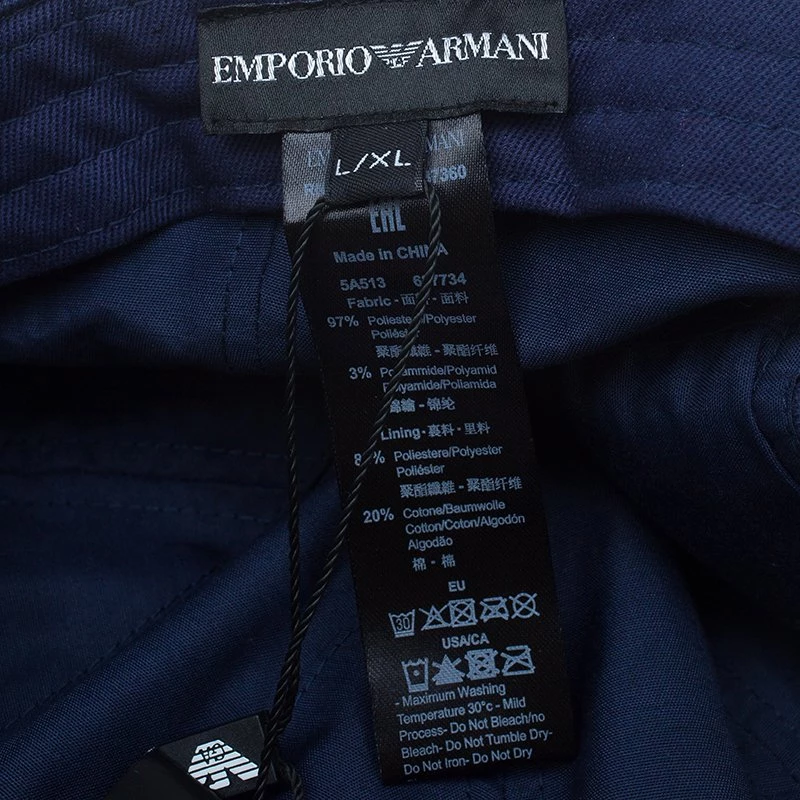 EMPORIO ARMANI
L/XL
EAC
Made in CHINA
5A513
Fabric - 面料 - 面料
97% Poliestere/Polyester
Poliéster
聚酯纖維 - 聚酯纤维
3% Poliammide/Polyamid
Polyamide/Poliamida
錦綸 - 锦纶
Lining - 裏料 - 里料
Poliestere/Polyester
Poliéster
聚酯纖維 - 聚酯纤维
20% Cotone/Baumwolle
Cotton/Coton/Algodón
Algodão
棉 - 棉
EU
30
USA/CA
- Maximum Washing
Temperature 30°c - Mild
Process- Do Not Bleach/no
Bleach- Do Not Tumble Dry-
Do Not Iron- Do Not Dry
GA